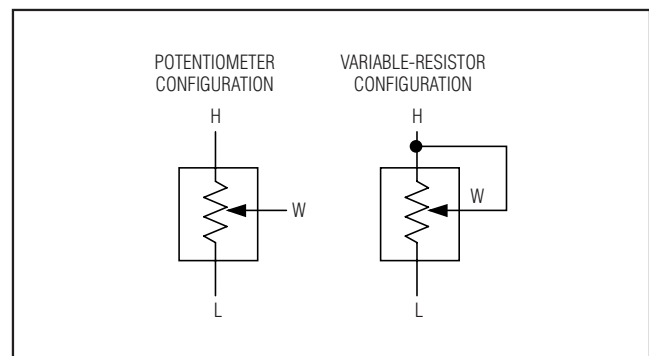 POTENTIOMETER
CONFIGURATION
H
W
L
VARIABLE-RESISTOR
CONFIGURATION
H
W
L